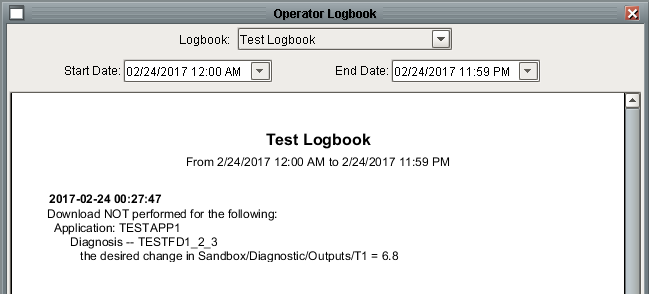 Operator Logbook
Logbook: Test Logbook
Start Date: 02/24/2017 12:00 AM End Date: 02/24/2017 11:59 PM
Test Logbook
From 2/24/2017 12:00 AM to 2/24/2017 11:59 PM
2017-02-24 00:27:47
Download NOT performed for the following:
Application: TESTAPP1
Diagnosis -- TESTFD1_2_3
the desired change in Sandbox/Diagnostic/Outputs/T1 = 6.8